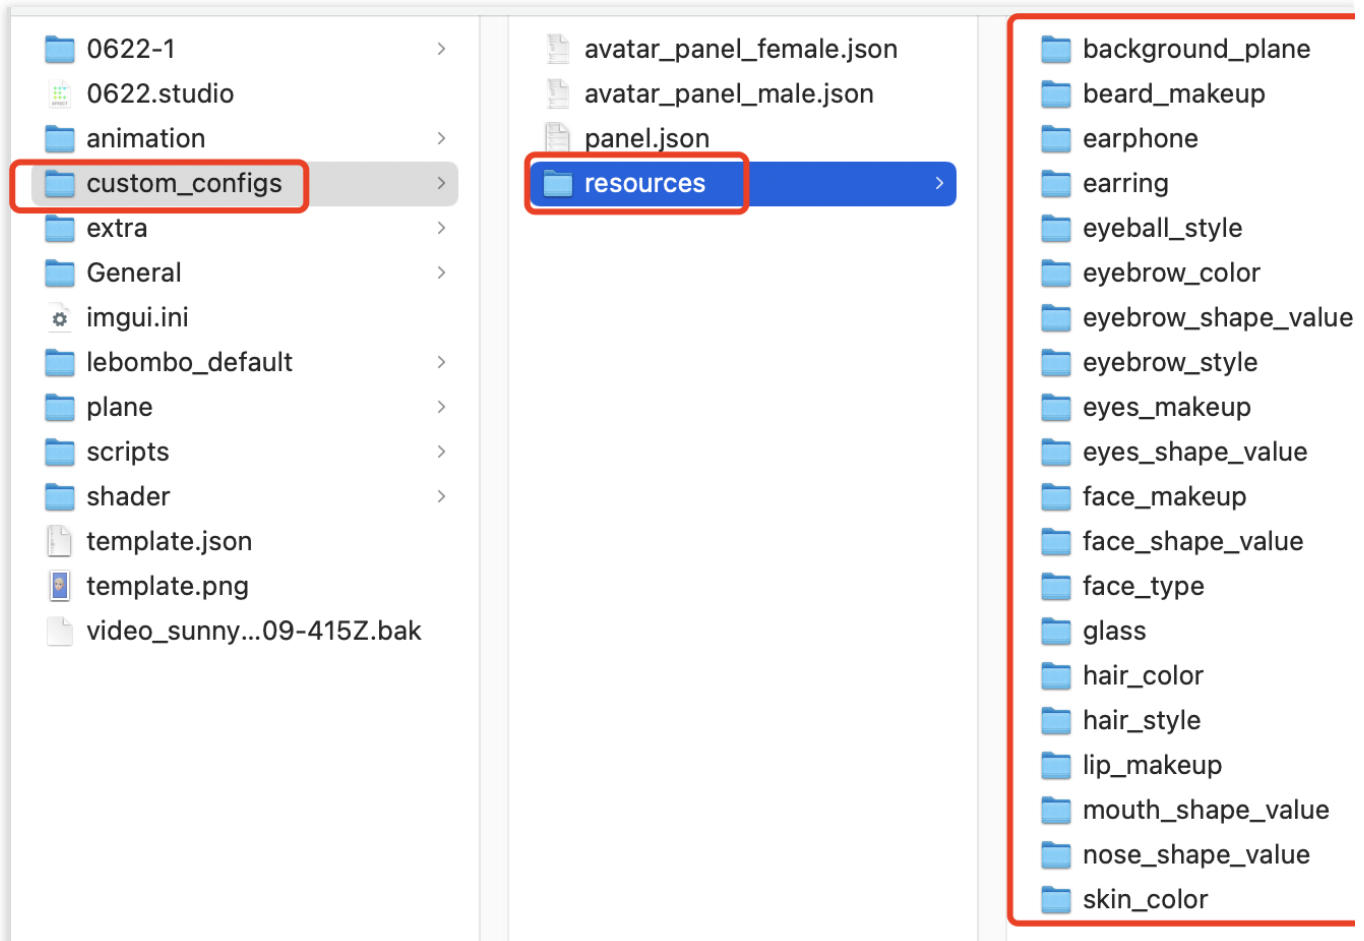 0622-1
0622.studio
animation
custom_configs
extra
General
imgui.ini
lebombo_default
plane
scripts
shader
template.json
template.png
video_sunny...09-415Z.bak
avatar_panel_female.json
avatar_panel_male.json
panel.json
resources
background_plane
beard_makeup
earphone
earring
eyeball_style
eyebrow_color
eyebrow_shape_value
eyebrow_style
eyes_makeup
eyes_shape_value
face_makeup
face_shape_value
face_type
glass
hair_color
hair_style
lip_makeup
mouth_shape_value
nose_shape_value
skin_color